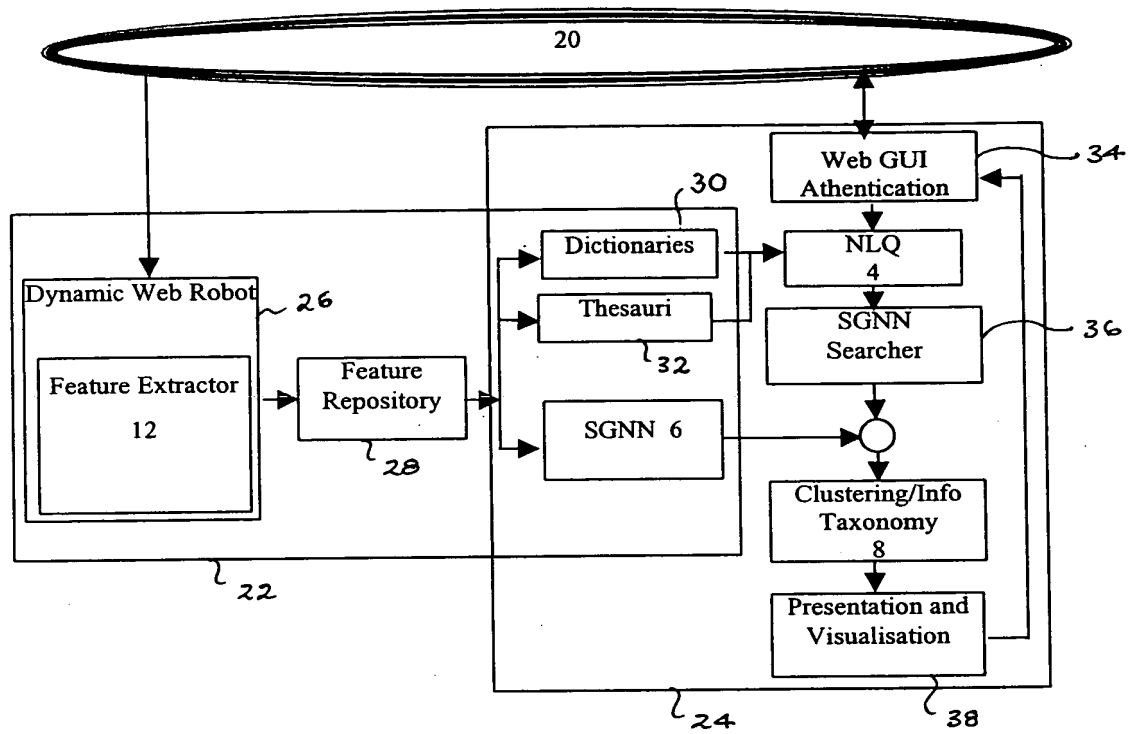 20
Web GUI
Athentication
34
30
Dictionaries
NLQ
4
Dynamic Web Robot
26
Thesauri
32
SGNN
Searcher
36
Feature Extractor
12
Feature
Repository
28
SGNN 6
Clustering/Info
Taxonomy
8
22
Presentation and
Visualisation
24
38